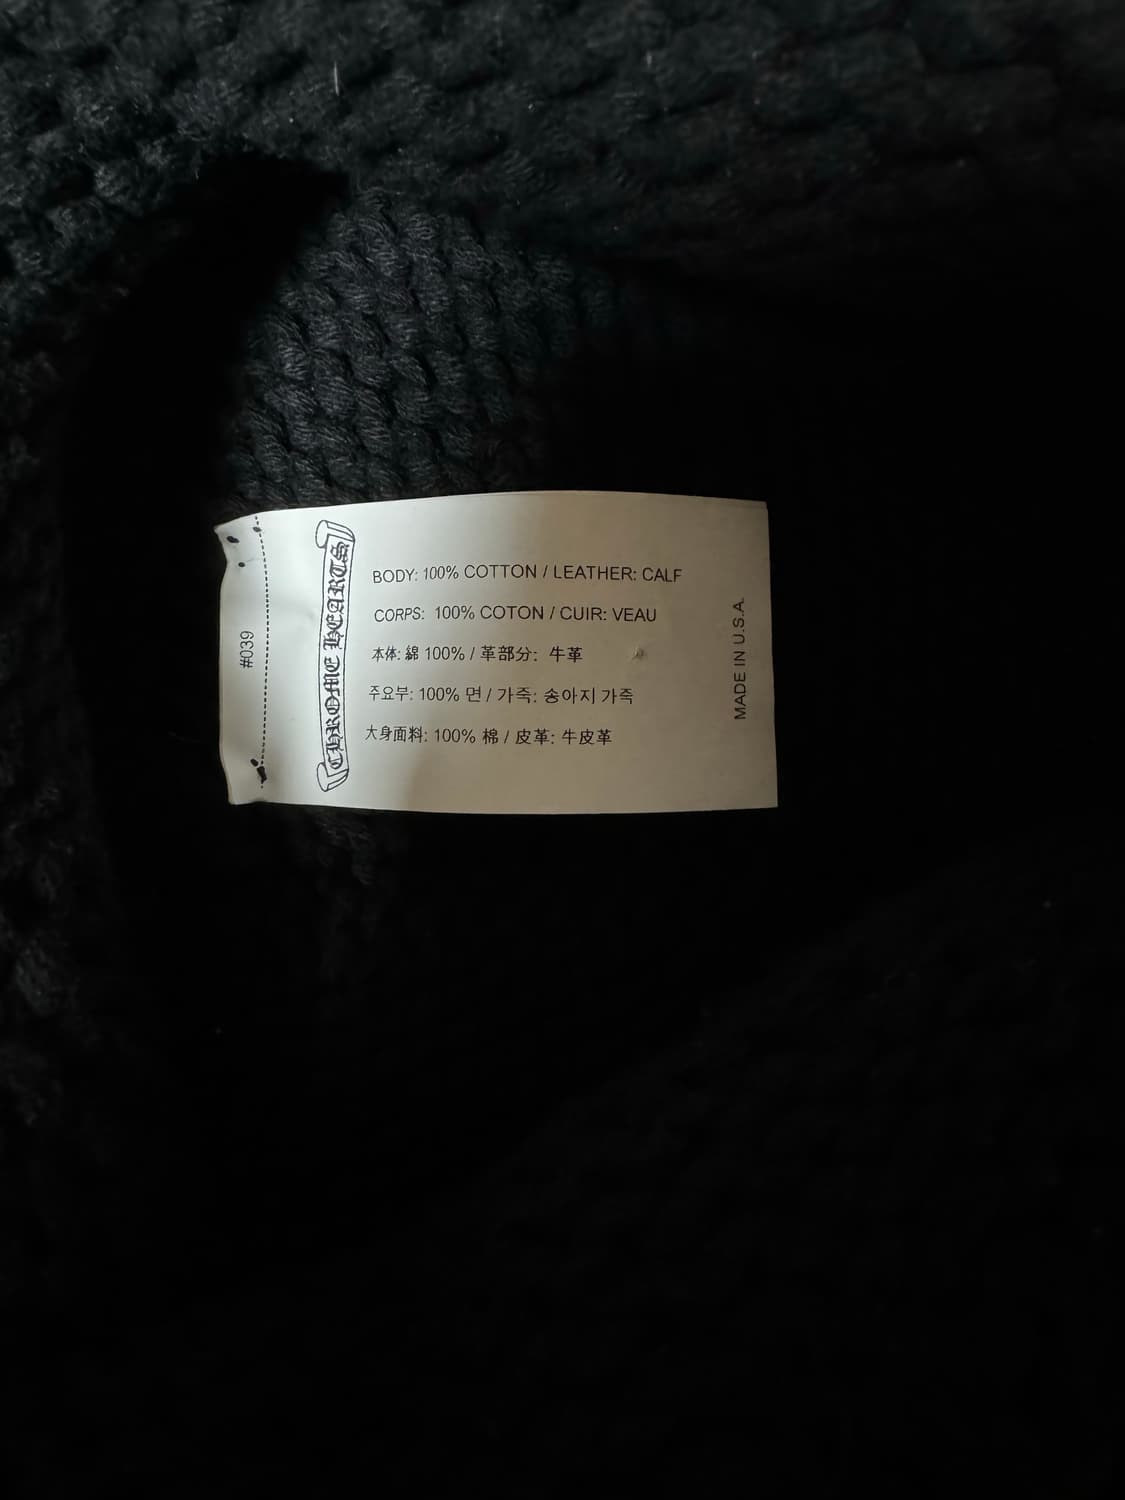 #039
CHROME HEARTS
BODY: 100% COTTON / LEATHER: CALF
CORPS: 100% COTON / CUIR: VEAU
本体: 綿 100% / 革部分: 牛革
주요부: 100% 면 / 가죽: 송아지 가죽
大身面料: 100% 棉 / 皮革: 牛皮革
MADE IN U.S.A.